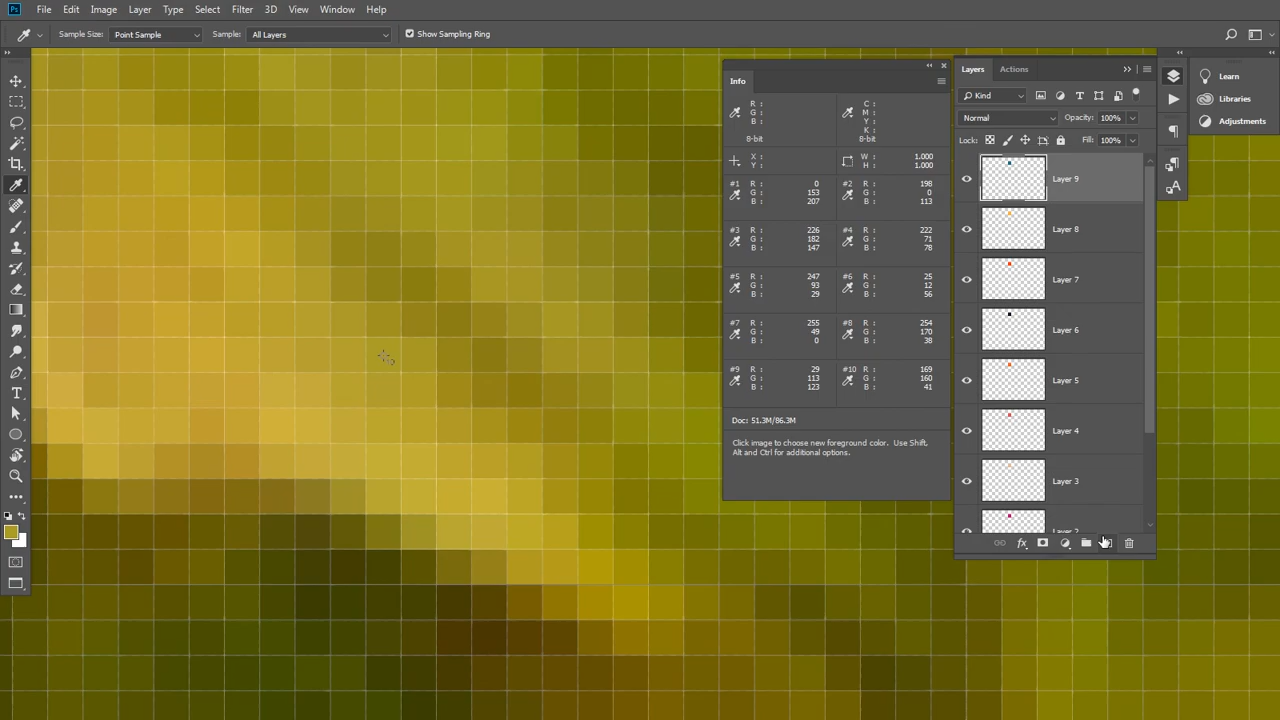 Ps File Edit Image Layer Type Select Filter 3D View Window Help
Sample Size: Point Sample Sample: All Layers Show Sampling Ring
Info
R :
G :
B :
8-bit
C :
M :
Y :
K :
8-bit
X :
Y :
W : 1.000
H : 1.000
#1 R : 0
G : 153
B : 207
#2 R : 198
G : 0
B : 113
#3 R : 226
G : 182
B : 147
#4 R : 222
G : 71
B : 78
#5 R : 247
G : 93
B : 29
#6 R : 25
G : 12
B : 56
#7 R : 255
G : 49
B : 0
#8 R : 254
G : 170
B : 38
#9 R : 29
G : 113
B : 123
#10 R : 169
G : 160
B : 41
Doc: 51.3M/86.3M
Click image to choose new foreground color. Use Shift,
Alt and Ctrl for additional options.
Layers Actions
Kind
Normal Opacity: 100%
Lock: Fill: 100%
Layer 9
Layer 8
Layer 7
Layer 6
Layer 5
Layer 4
Layer 3
Layer 2
Learn
Libraries
Adjustments